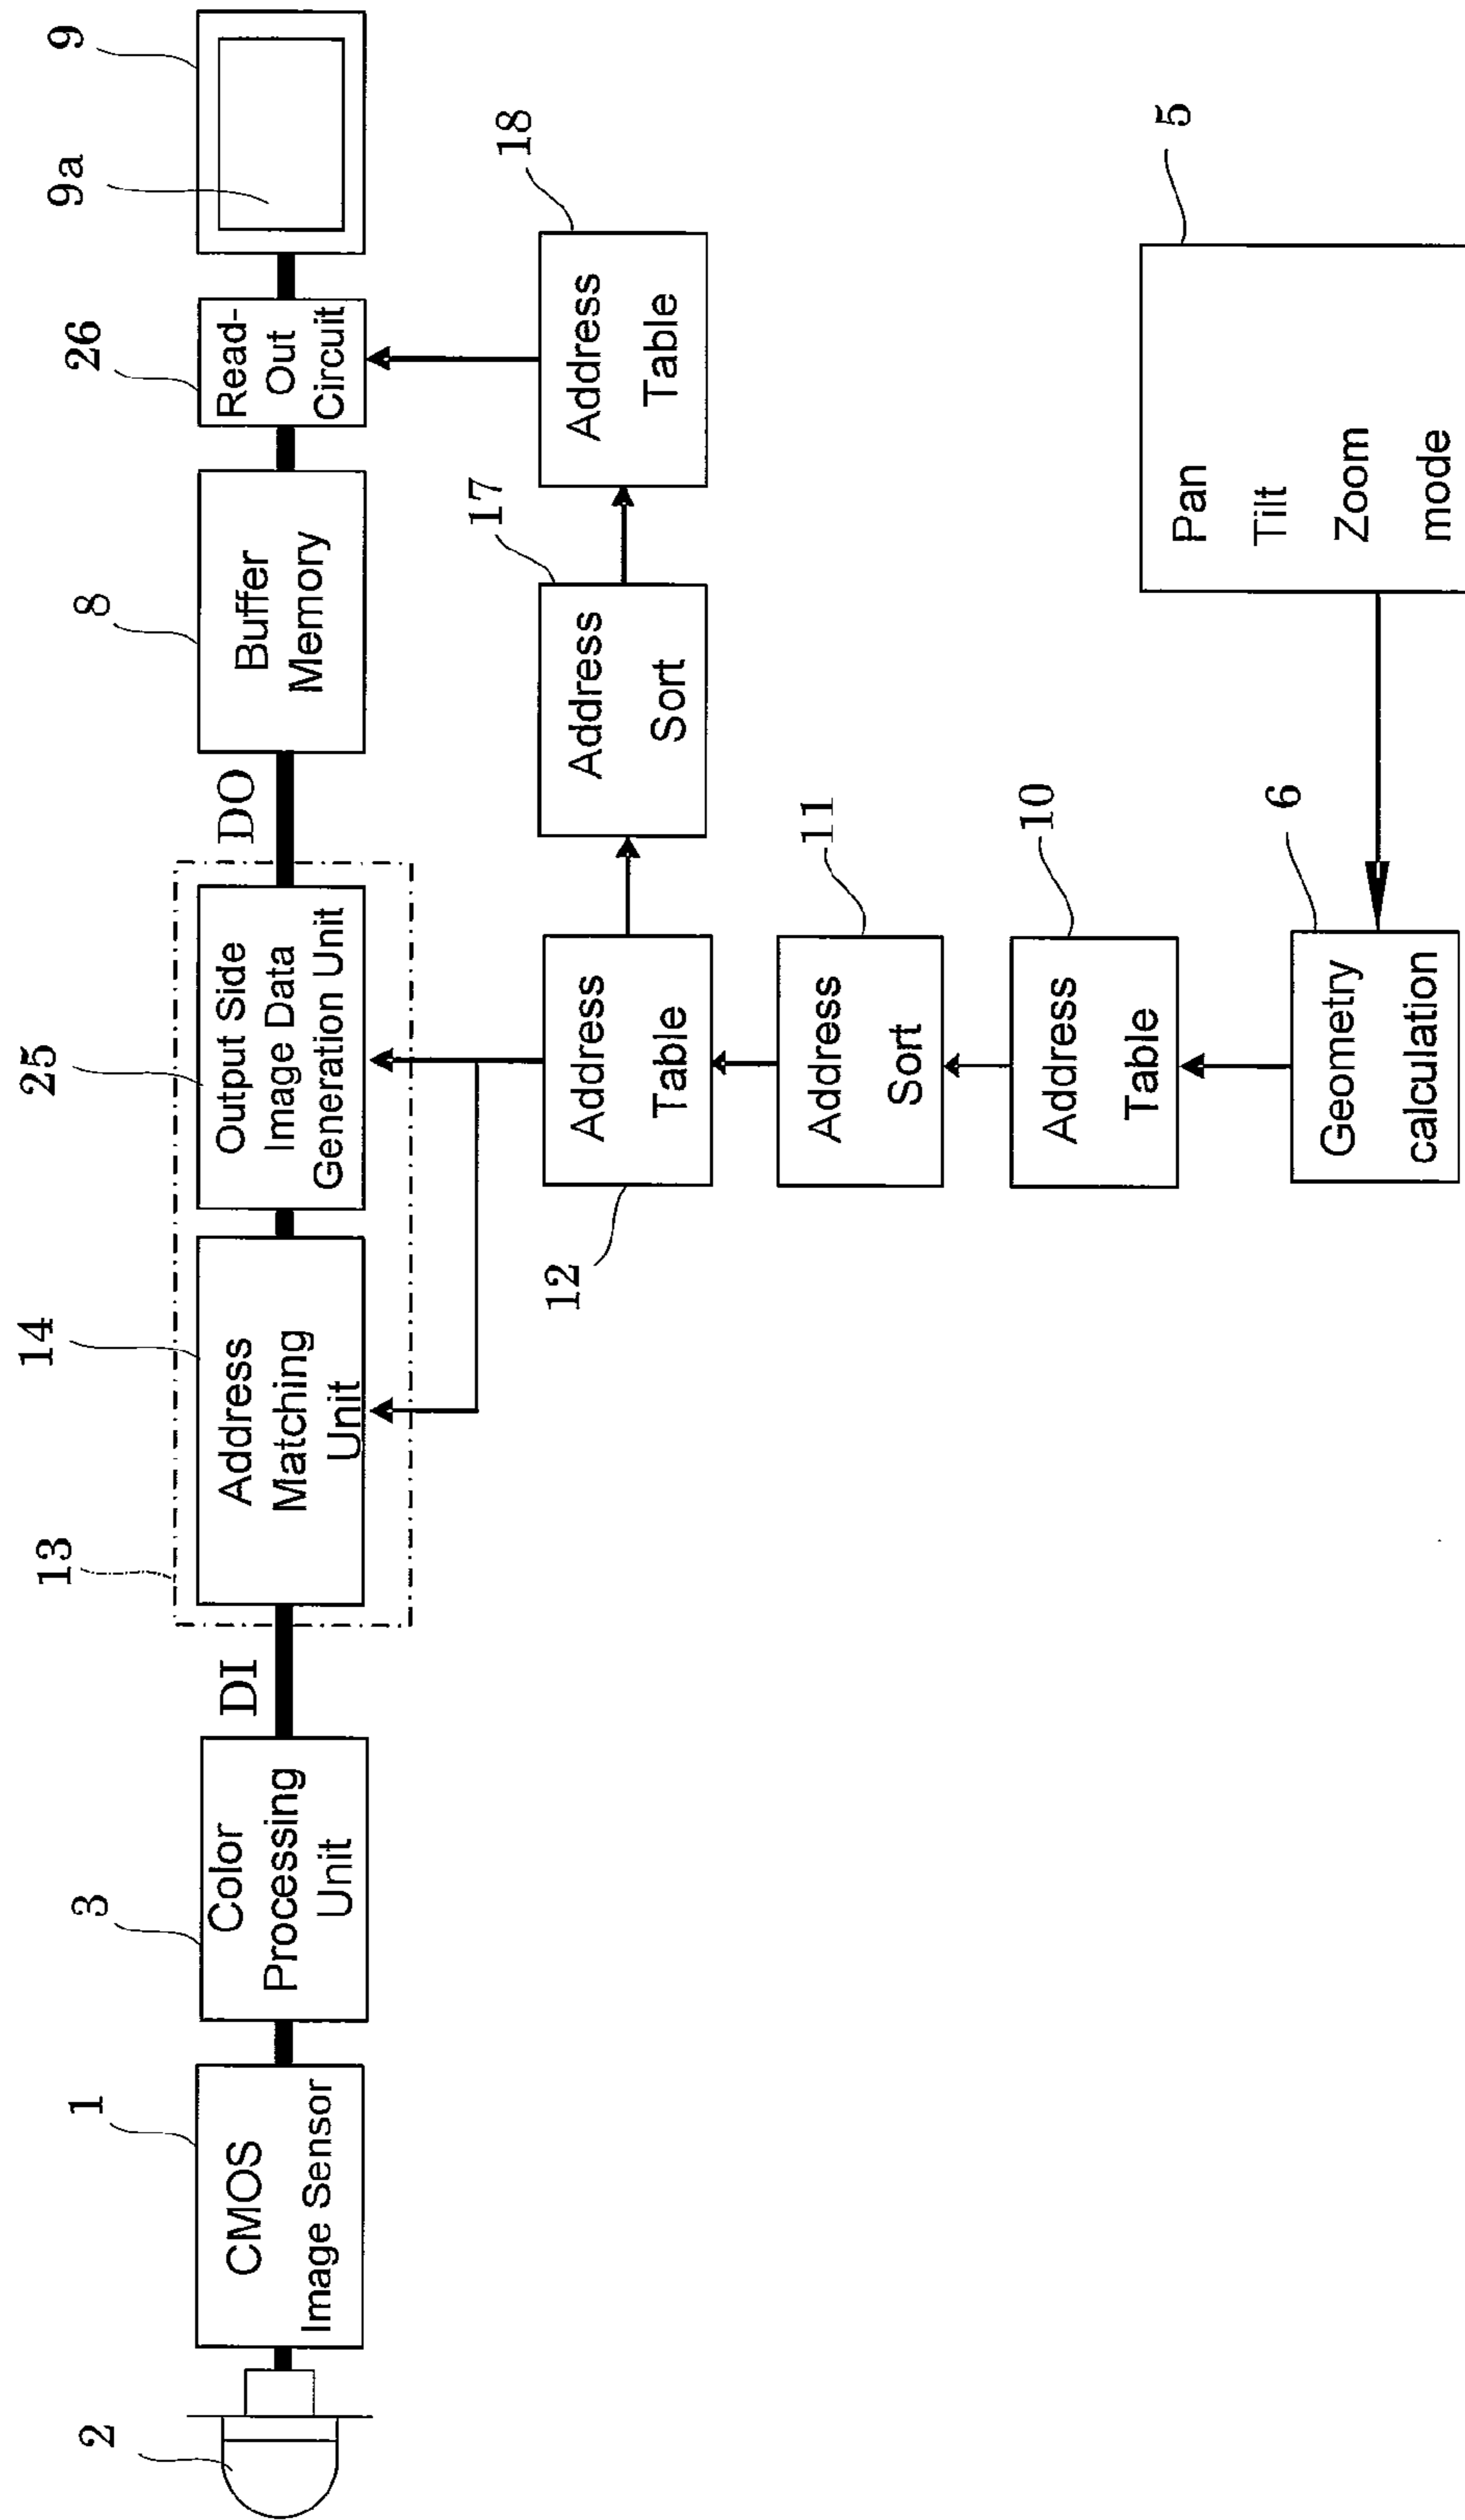 2
1
CMOS
Image Sensor
3
Color
Processing
Unit
DI
13
14
Address
Matching
Unit
25
Output Side
Image Data
Generation Unit
DO
8
Buffer
Memory
26
Read-
Out
Circuit
9a
9
12
Address
Table
17
Address
Sort
18
Address
Table
11
Address
Sort
10
Address
Table
6
Geometry
calculation
5
Pan
Tilt
Zoom
mode